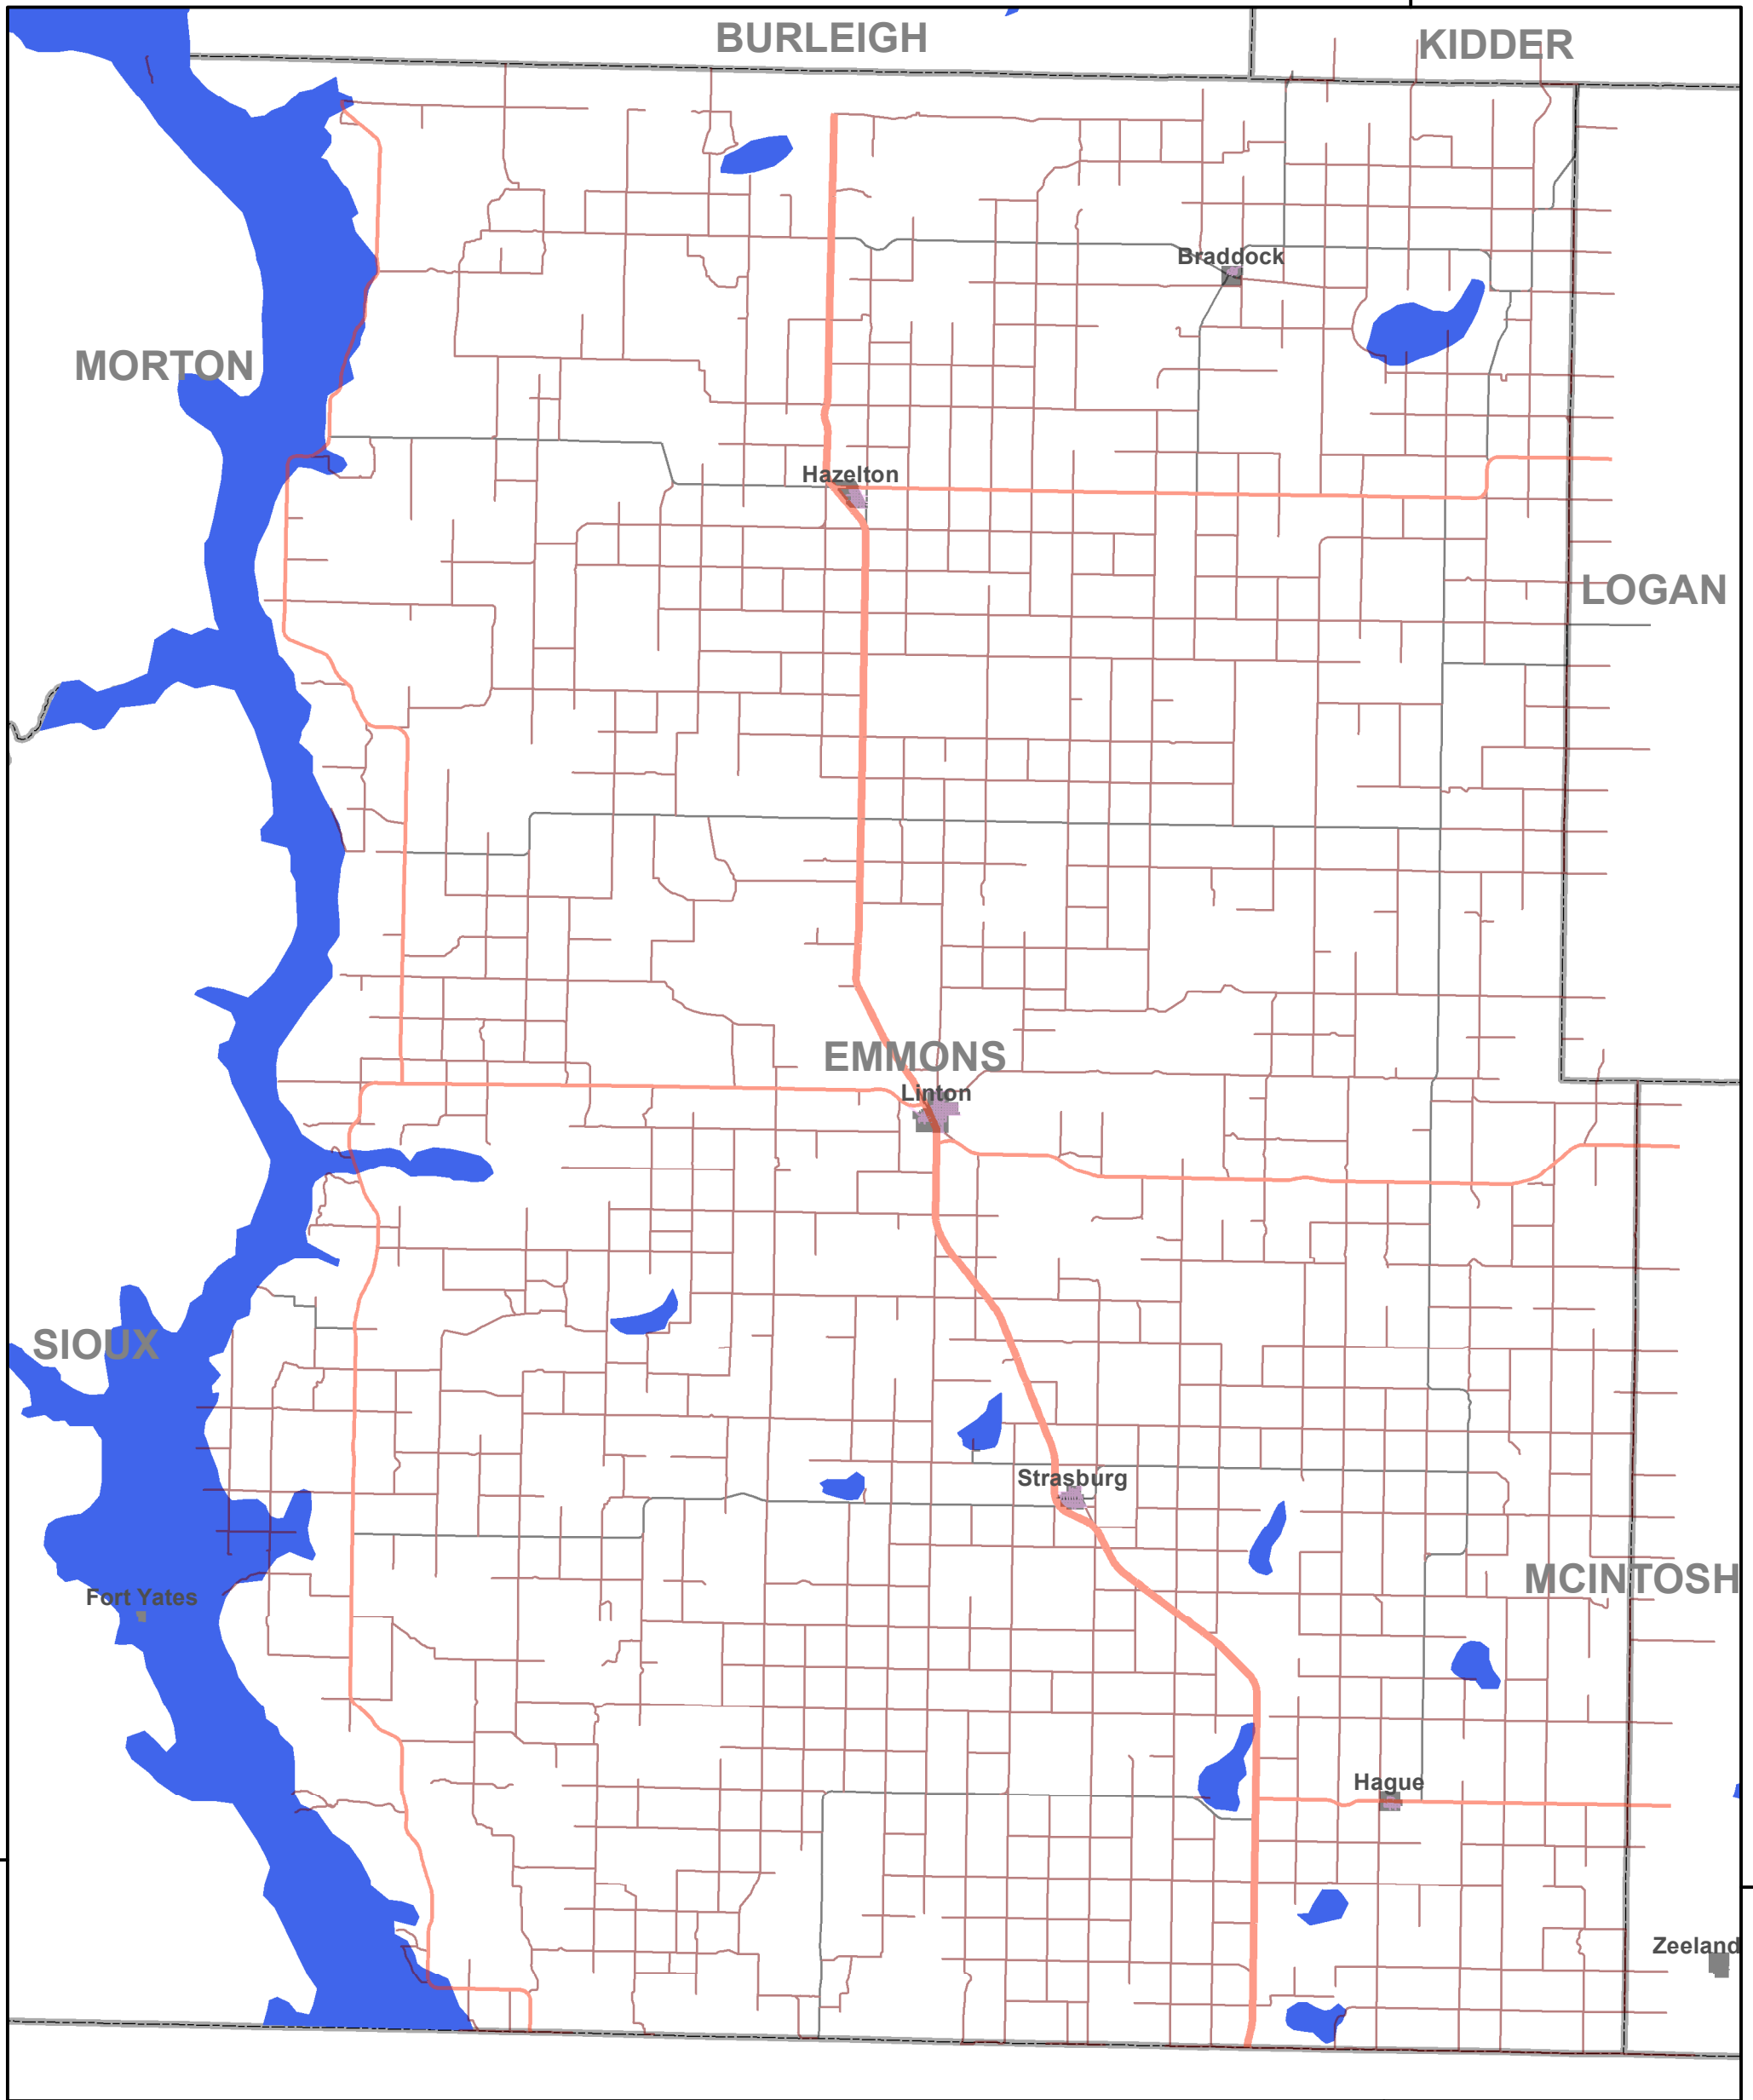 BURLEIGH
KIDDER
Braddock
MORTON
Hazelton
LOGAN
EMMONS
Linton
SIOUX
Strasburg
MCINTOSH
Fort Yates
Hague
Zeeland